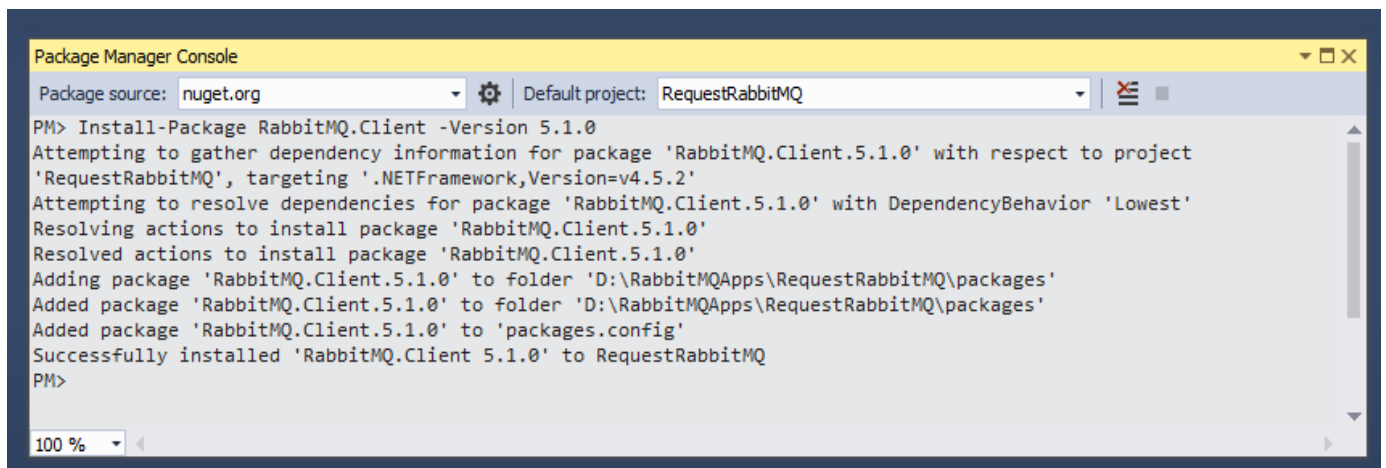 Package Manager Console
Package source: nuget.org Default project: RequestRabbitMQ
PM> Install-Package RabbitMQ.Client -Version 5.1.0
Attempting to gather dependency information for package 'RabbitMQ.Client.5.1.0' with respect to project
'RequestRabbitMQ', targeting '.NETFramework,Version=v4.5.2'
Attempting to resolve dependencies for package 'RabbitMQ.Client.5.1.0' with DependencyBehavior 'Lowest'
Resolving actions to install package 'RabbitMQ.Client.5.1.0'
Resolved actions to install package 'RabbitMQ.Client.5.1.0'
Adding package 'RabbitMQ.Client.5.1.0' to folder 'D:\RabbitMQApps\RequestRabbitMQ\packages'
Added package 'RabbitMQ.Client.5.1.0' to folder 'D:\RabbitMQApps\RequestRabbitMQ\packages'
Added package 'RabbitMQ.Client.5.1.0' to 'packages.config'
Successfully installed 'RabbitMQ.Client 5.1.0' to RequestRabbitMQ
PM>
100 %